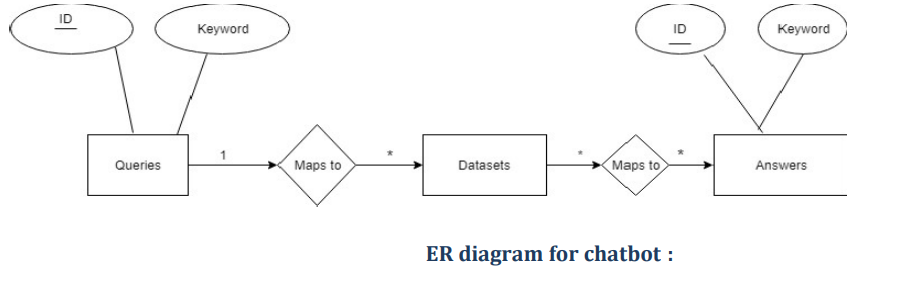 ID
Keyword
ID
Keyword
1
*
*
*
Queries
Maps to
Datasets
Maps to
Answers
ER diagram for chatbot :